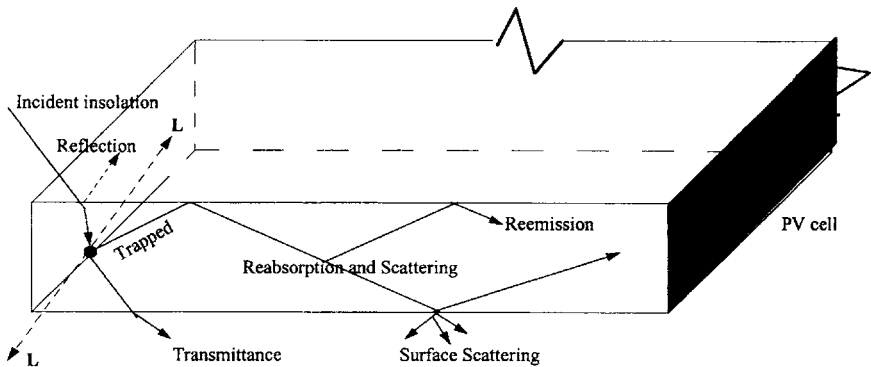 Incident insolation
L
Reflection
Trapped
Reemission
PV cell
Reabsorption and Scattering
Transmittance
Surface Scattering
L